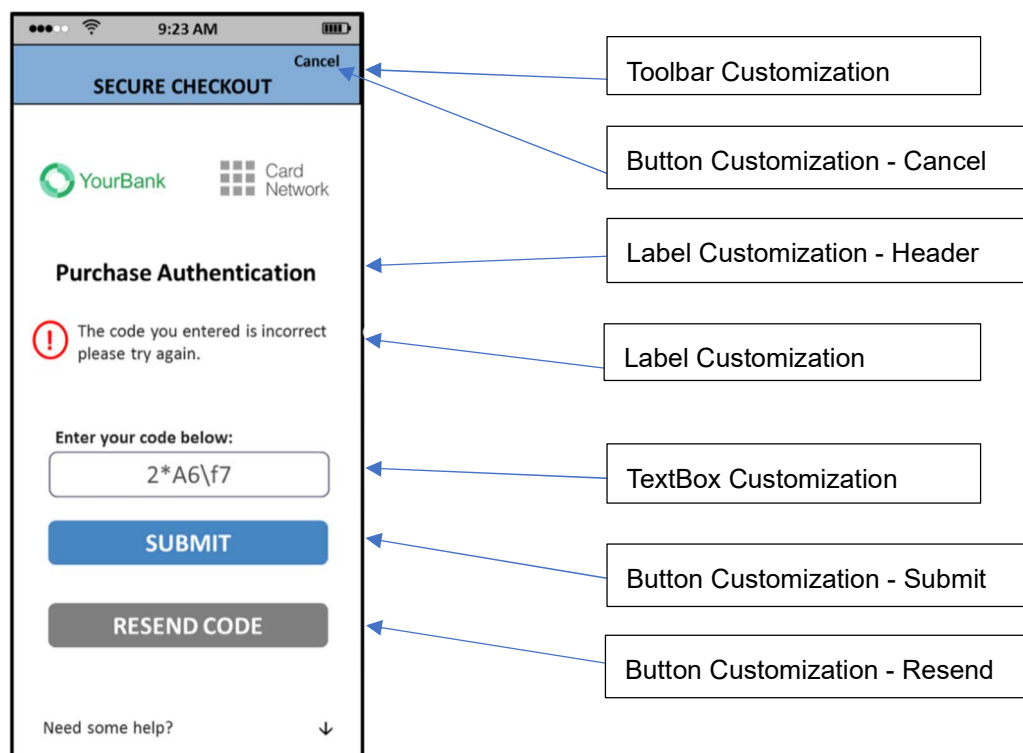 9:23 AM
Cancel
SECURE CHECKOUT
YourBank
Card
Network
Purchase Authentication
The code you entered is incorrect
please try again.
Enter your code below:
2*A6\f7
SUBMIT
RESEND CODE
Need some help?
Toolbar Customization
Button Customization - Cancel
Label Customization - Header
Label Customization
TextBox Customization
Button Customization - Submit
Button Customization - Resend